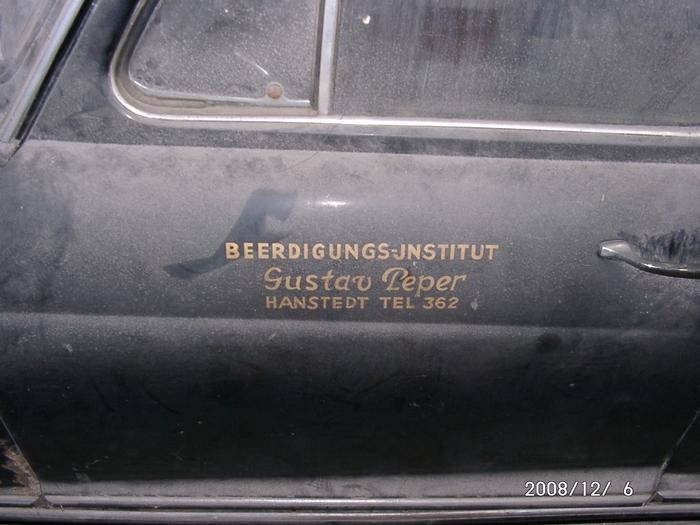 BEERDIGUNGS-JNSTITUT
Gustav Peper
HANSTEDT TEL 362
2008/12/ 6